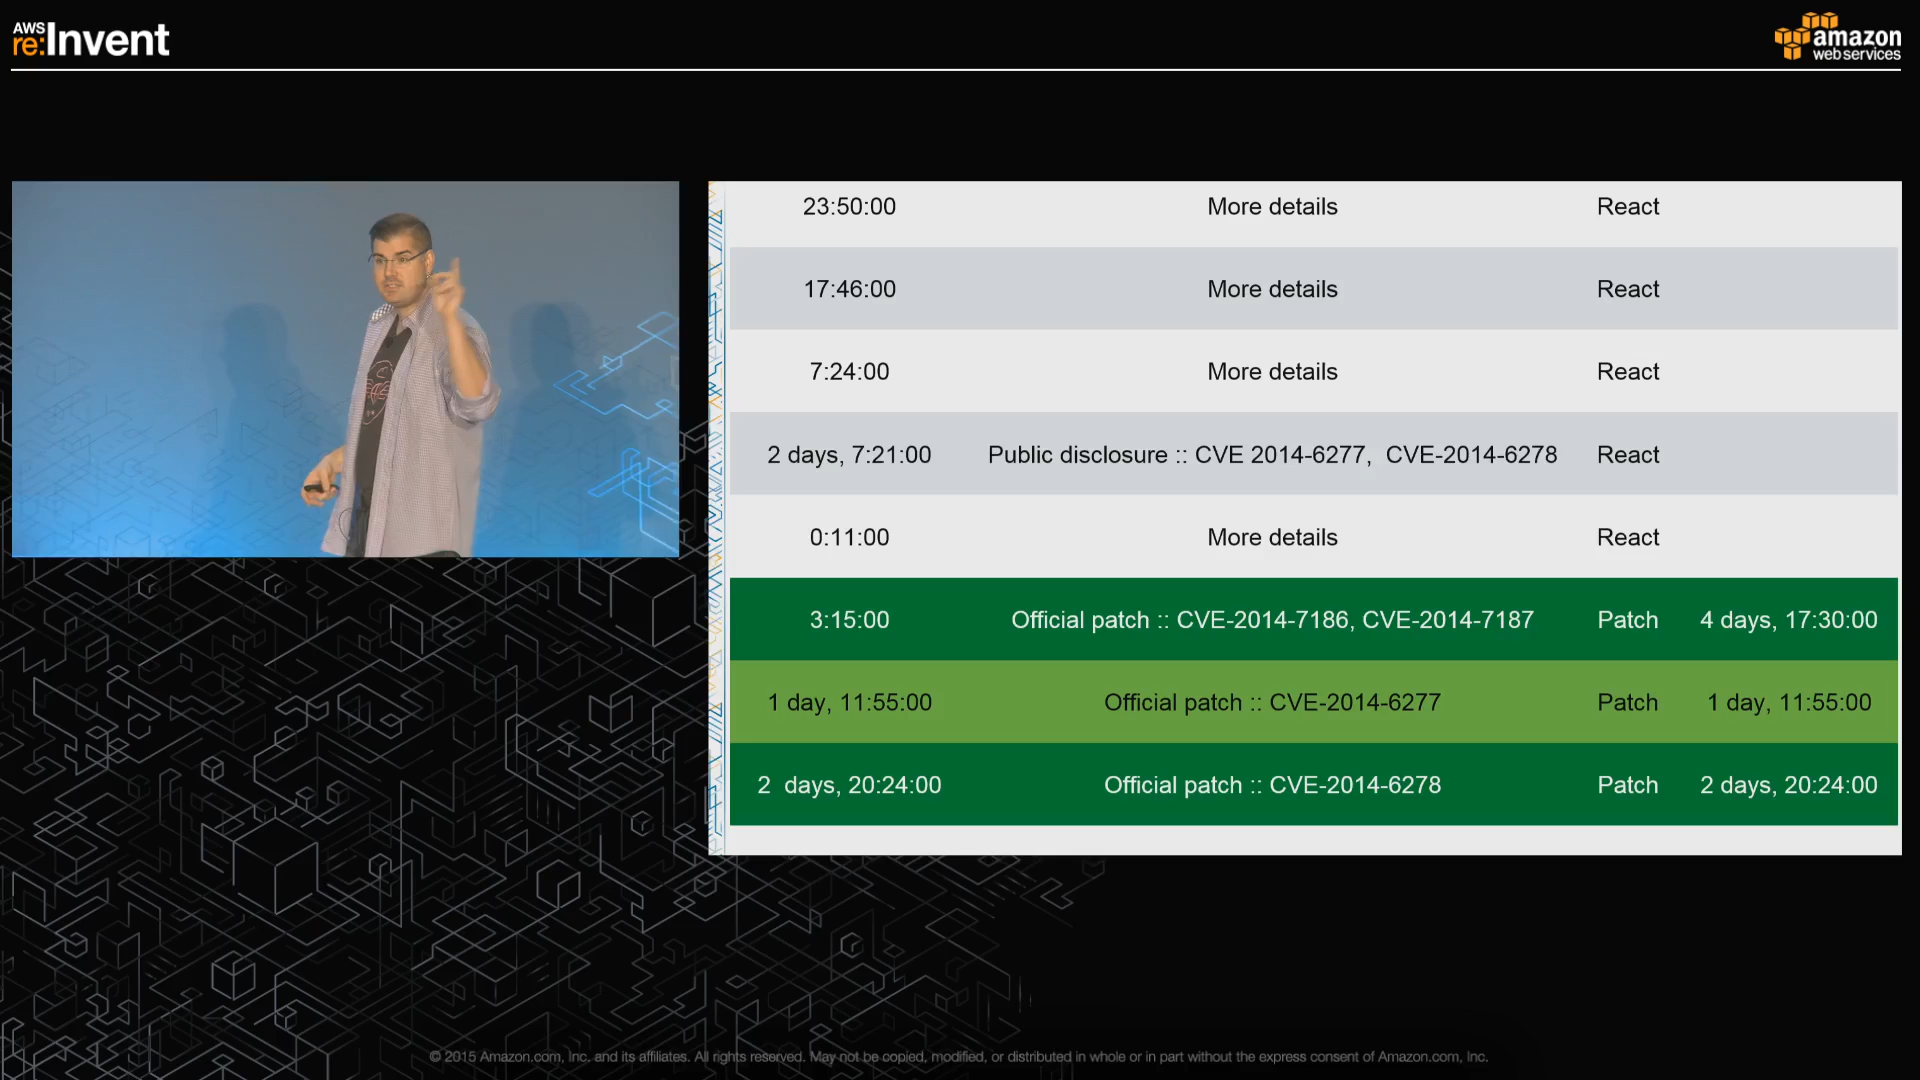 AWS
re:Invent
amazon
webservices
23:50:00 More details React
17:46:00 More details React
7:24:00 More details React
2 days, 7:21:00 Public disclosure :: CVE 2014-6277, CVE-2014-6278 React
0:11:00 More details React
3:15:00 Official patch :: CVE-2014-7186, CVE-2014-7187 Patch 4 days, 17:30:00
1 day, 11:55:00 Official patch :: CVE-2014-6277 Patch 1 day, 11:55:00
2 days, 20:24:00 Official patch :: CVE-2014-6278 Patch 2 days, 20:24:00
© 2015 Amazon.com, Inc. and its affiliates. All rights reserved. May not be copied, modified, or distributed in whole or in part without the express consent of Amazon.com, Inc.